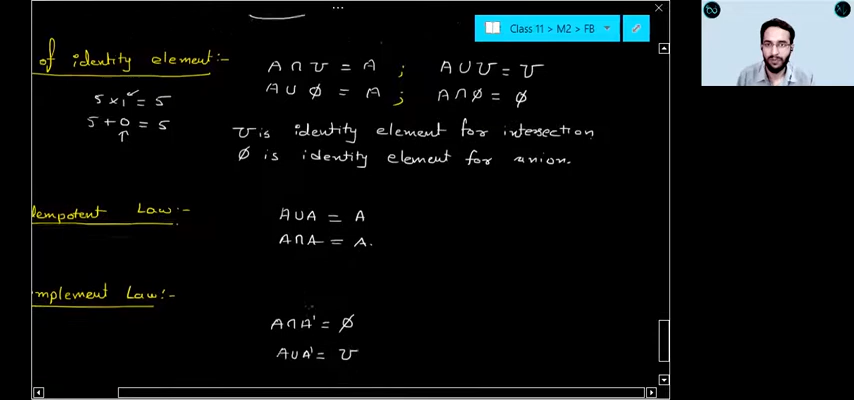 Class 11 > M2 > FB
of identity element:-
A ∩ U = A ; A ∪ U = U
5 × 1 = 5
A ∪ ϕ = A ; A ∩ ϕ = ϕ
5 + 0 = 5
U is identity element for intersection.
ϕ is identity element for union.
dempotent Law:-
A ∪ A = A
A ∩ A = A.
mplement Law:-
A ∩ A' = ϕ
A ∪ A' = U